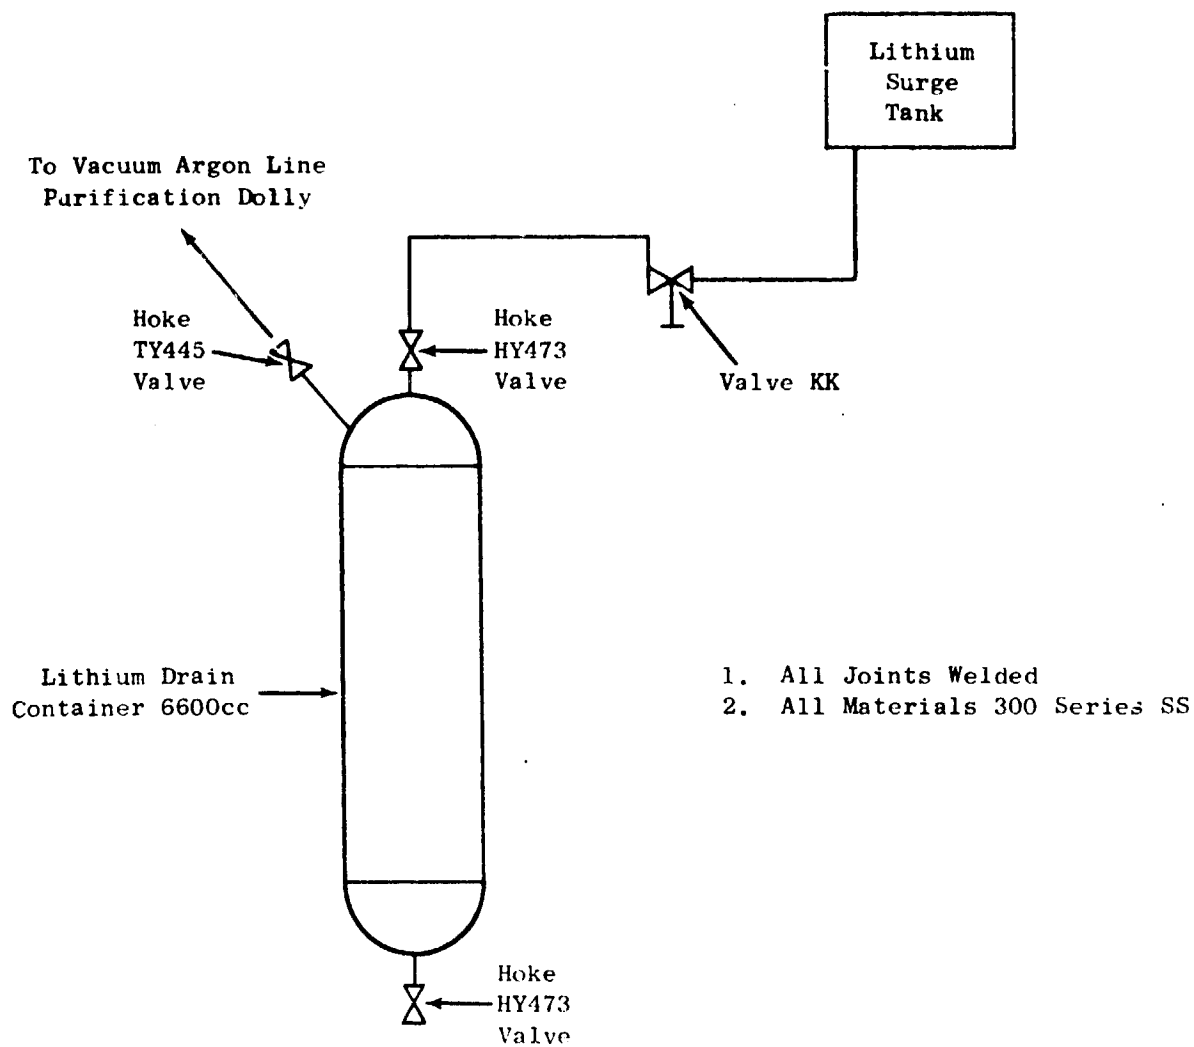 Lithium
Surge
Tank
To Vacuum Argon Line
Purification Dolly
Hoke
TY445
Valve
Hoke
HY473
Valve
Valve KK
Lithium Drain
Container 6600cc
1. All Joints Welded
2. All Materials 300 Series SS
Hoke
HY473
Valve